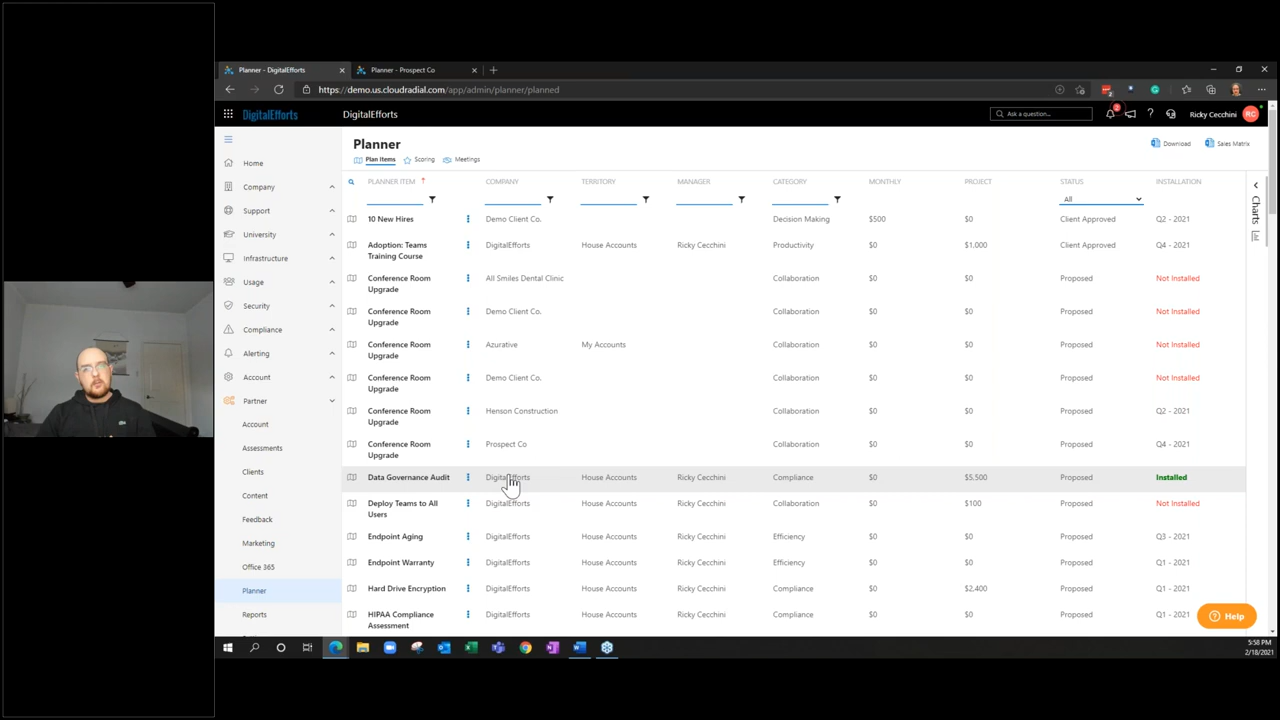 Planner - DigitalEfforts
Planner - Prospect Co
https://demo.us.cloudradial.com/app/admin/planner/planned
DigitalEfforts
DigitalEfforts
Ask a question...
2
Ricky Cecchini
RC
Home
Company
Support
University
Infrastructure
Usage
Security
Compliance
Alerting
Account
Partner
Account
Assessments
Clients
Content
Feedback
Marketing
Office 365
Planner
Reports
Planner
Download
Sales Matrix
Plan Items
Scoring
Meetings
PLANNER ITEM COMPANY TERRITORY MANAGER CATEGORY MONTHLY PROJECT STATUS INSTALLATION
All
Charts
10 New Hires Demo Client Co. Decision Making $500 $0 Client Approved Q2 - 2021
Adoption: Teams DigitalEfforts House Accounts Ricky Cecchini Productivity $0 $1,000 Client Approved Q4 - 2021
Training Course
Conference Room All Smiles Dental Clinic Collaboration $0 $0 Proposed Not Installed
Upgrade
Conference Room Demo Client Co. Collaboration $0 $0 Proposed Not Installed
Upgrade
Conference Room Azurative My Accounts Collaboration $0 $0 Proposed Not Installed
Upgrade
Conference Room Demo Client Co. Collaboration $0 $0 Proposed Not Installed
Upgrade
Conference Room Henson Construction Collaboration $0 $0 Proposed Q2 - 2021
Upgrade
Conference Room Prospect Co Collaboration $0 $0 Proposed Q4 - 2021
Upgrade
Data Governance Audit DigitalEfforts House Accounts Ricky Cecchini Compliance $0 $5,500 Proposed Installed
Deploy Teams to All DigitalEfforts House Accounts Ricky Cecchini Collaboration $0 $100 Proposed Not Installed
Users
Endpoint Aging DigitalEfforts House Accounts Ricky Cecchini Efficiency $0 $0 Proposed Q3 - 2021
Endpoint Warranty DigitalEfforts House Accounts Ricky Cecchini Efficiency $0 $0 Proposed Q1 - 2021
Hard Drive Encryption DigitalEfforts House Accounts Ricky Cecchini Compliance $0 $2,400 Proposed Q1 - 2021
HIPAA Compliance DigitalEfforts House Accounts Ricky Cecchini Compliance $0 $0 Proposed Q1 - 2021
Assessment
Help
5:58 PM
2/18/2021